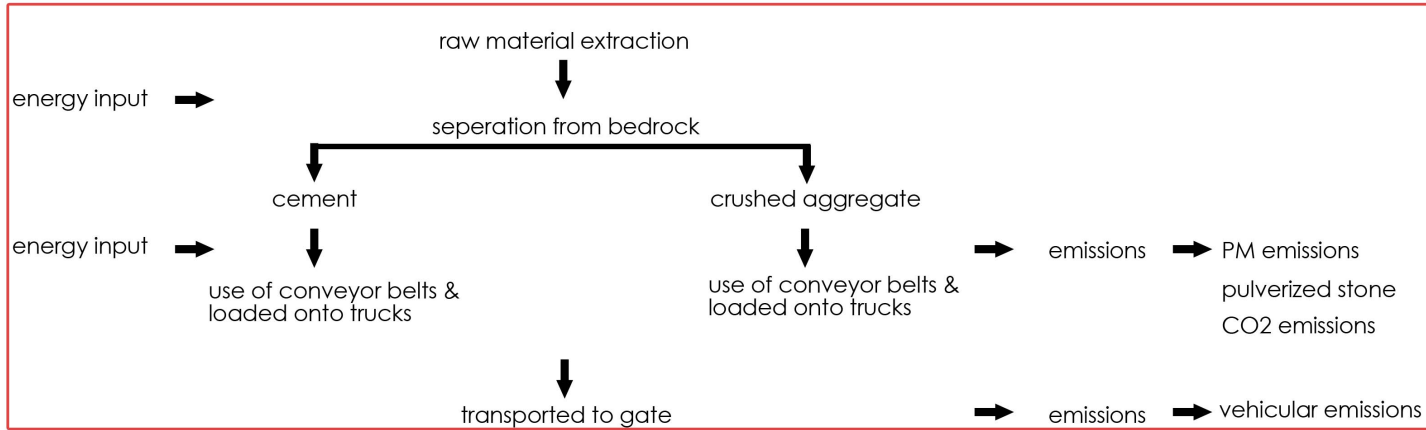 raw material extraction
energy input
seperation from bedrock
cement
crushed aggregate
energy input
emissions
PM emissions
use of conveyor belts &
loaded onto trucks
use of conveyor belts &
loaded onto trucks
pulverized stone
CO2 emissions
transported to gate
emissions
vehicular emissions